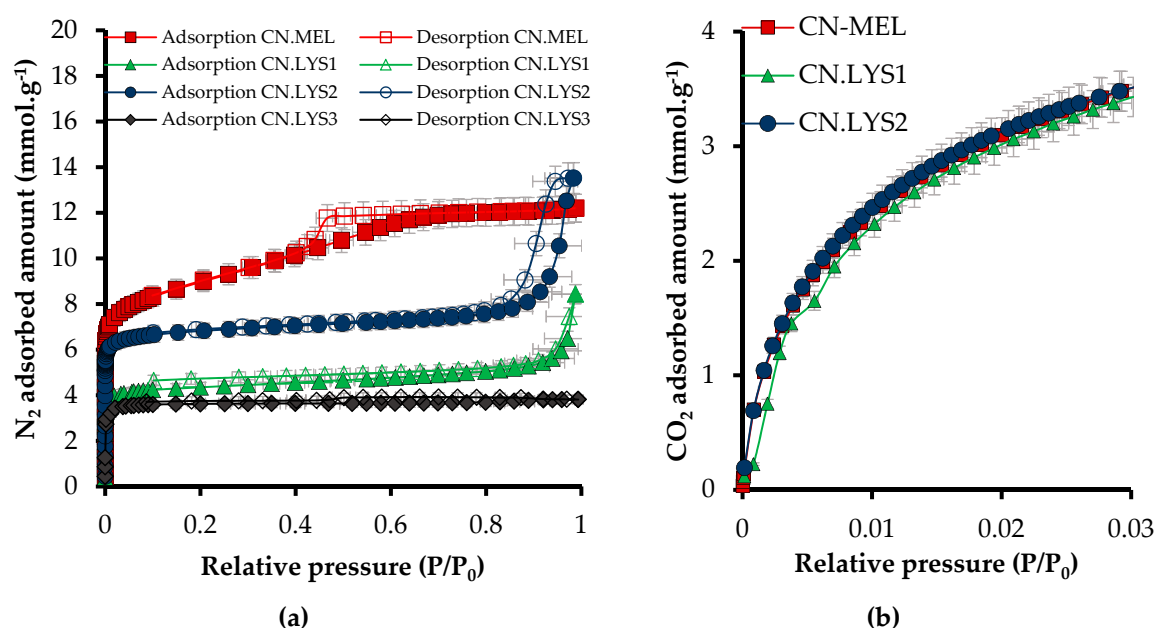 20
18
16
14
12
10
8
6
4
2
0
N₂ adsorbed amount (mmol.g⁻¹)
Adsorption CN.MEL Desorption CN.MEL
Adsorption CN.LYS1 Desorption CN.LYS1
Adsorption CN.LYS2 Desorption CN.LYS2
Adsorption CN.LYS3 Desorption CN.LYS3
0 0.2 0.4 0.6 0.8 1
Relative pressure (P/P₀)
(a)
4
3
2
1
0
CO₂ adsorbed amount (mmol.g⁻¹)
CN-MEL
CN.LYS1
CN.LYS2
0 0.01 0.02 0.03
Relative pressure (P/P₀)
(b)